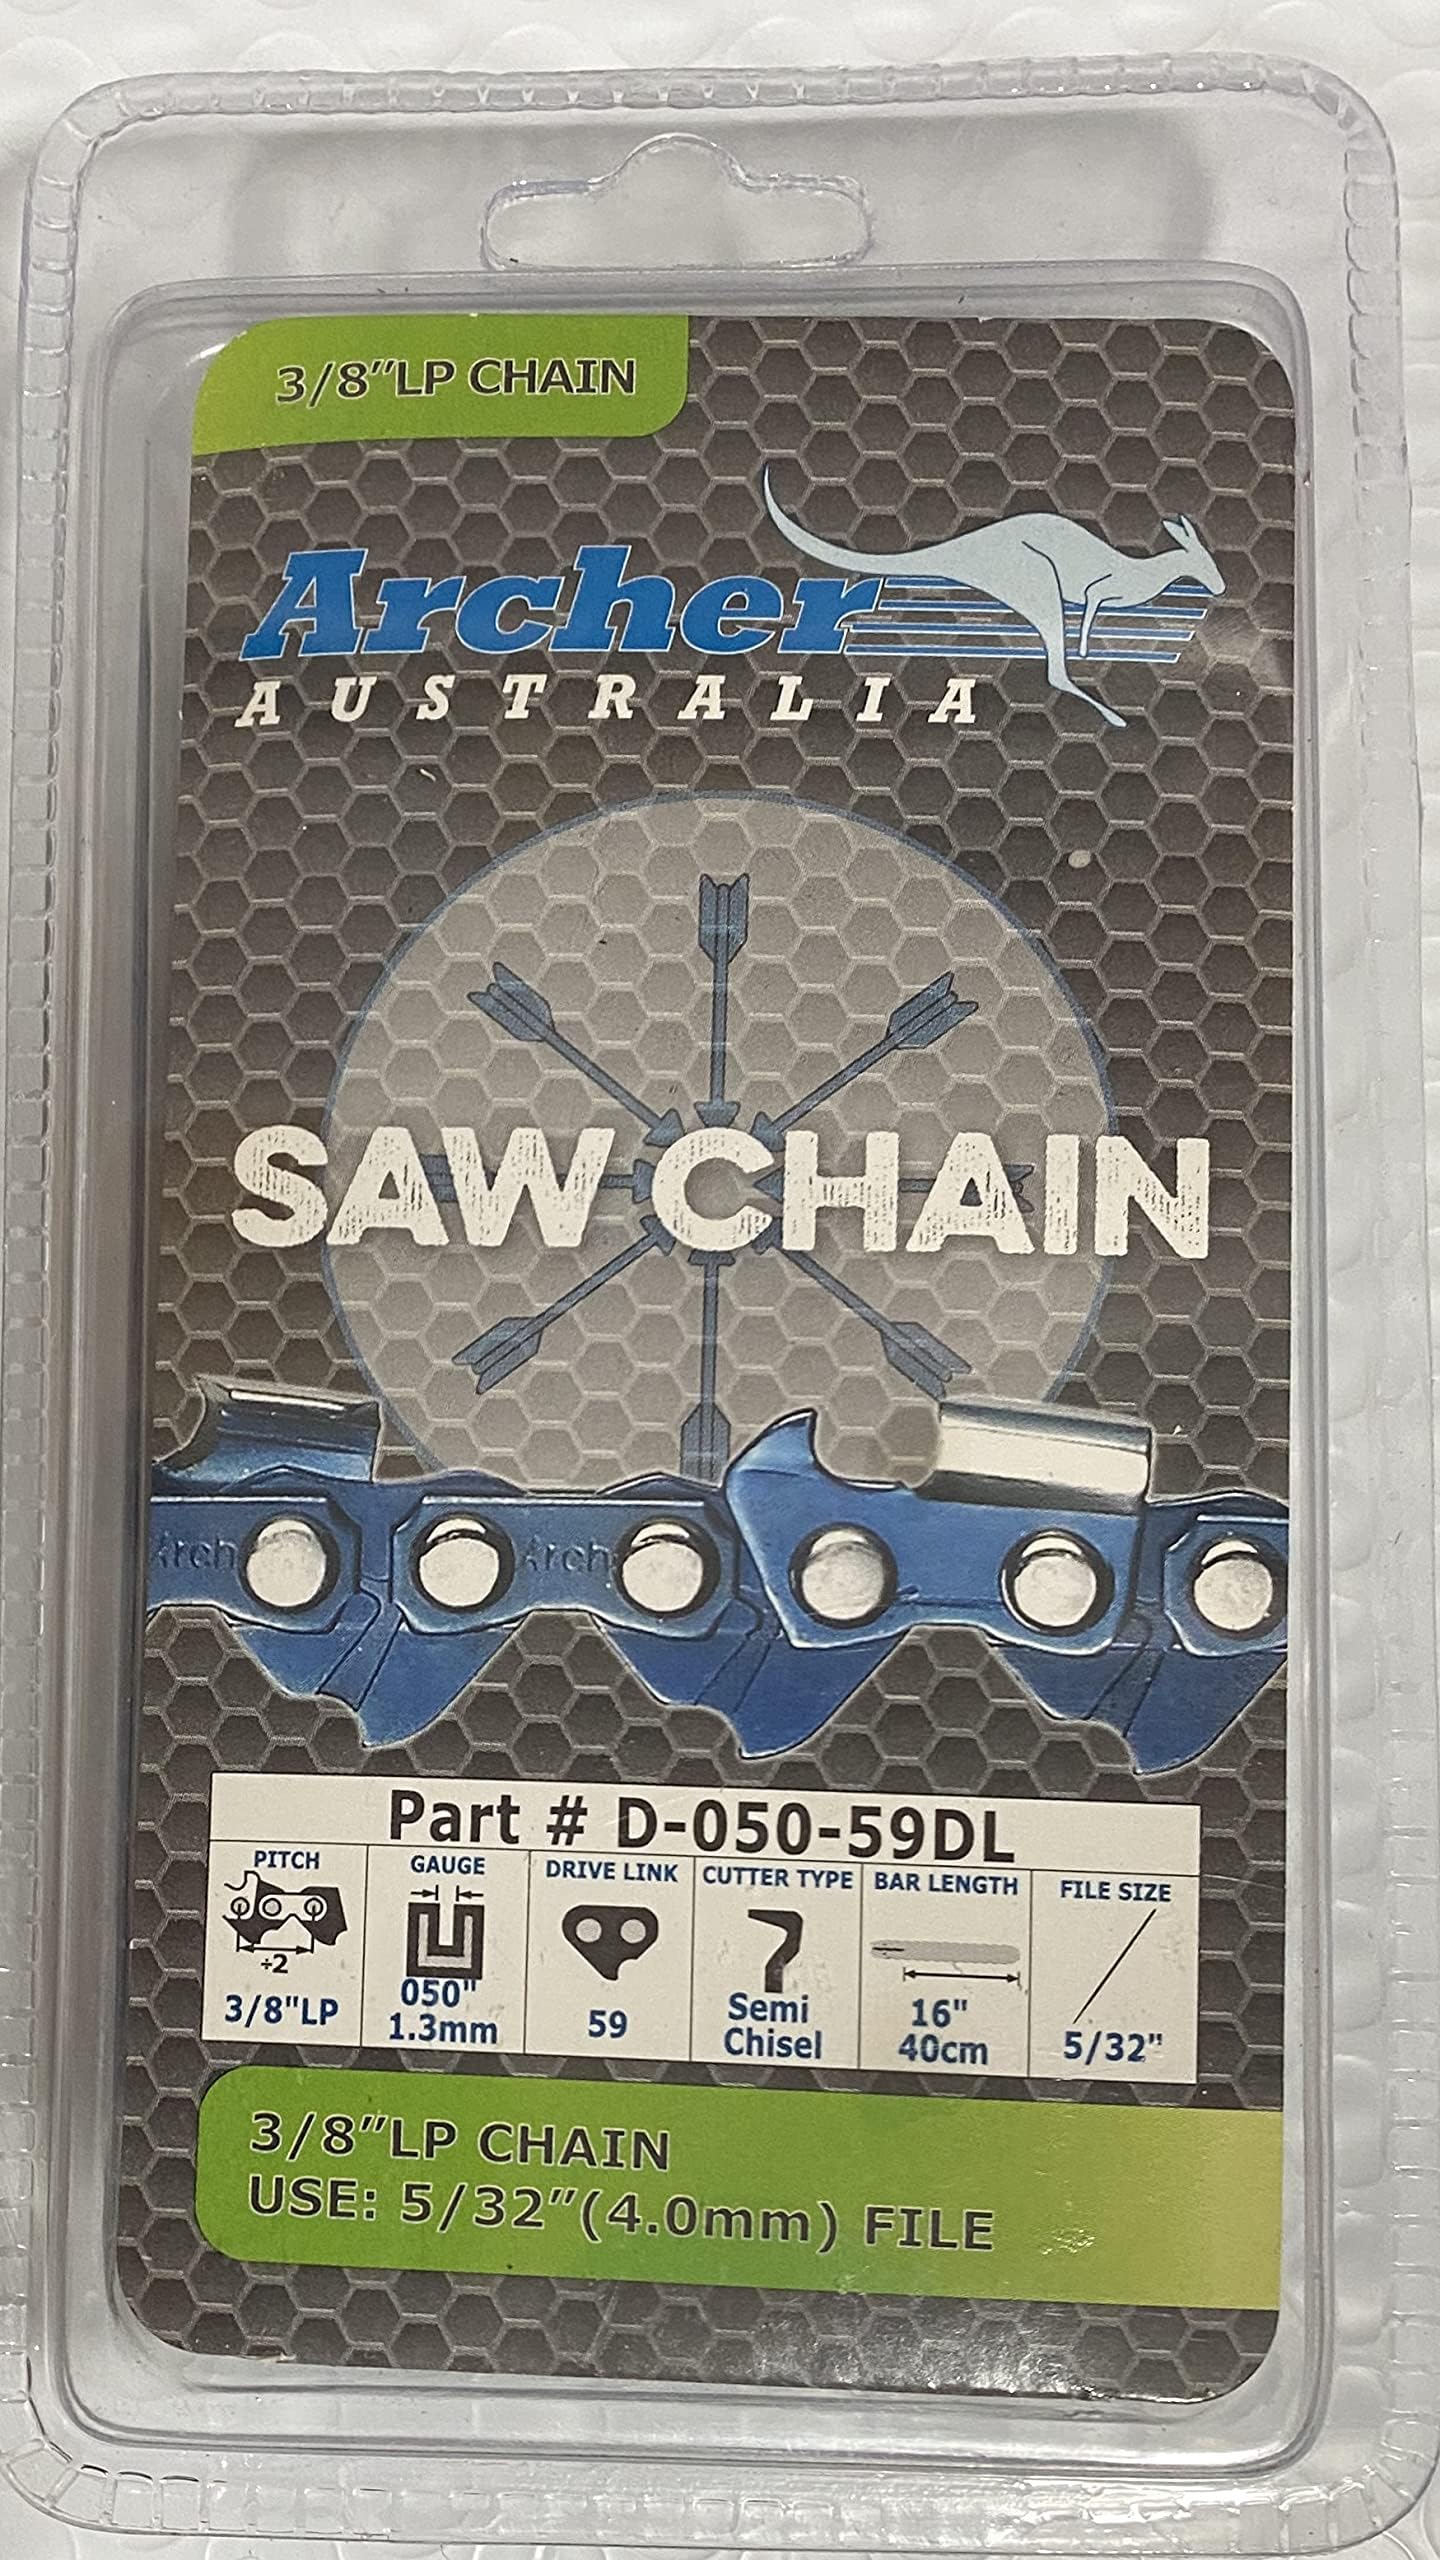 3/8"LP CHAIN
Archer
AUSTRALIA
SAW CHAIN
Arch Arch
Part # D-050-59DL
PITCH GAUGE DRIVE LINK CUTTER TYPE BAR LENGTH FILE SIZE
÷2
3/8"LP 050" 1.3mm 59 Semi Chisel 16" 40cm 5/32"
3/8"LP CHAIN
USE: 5/32"(4.0mm) FILE